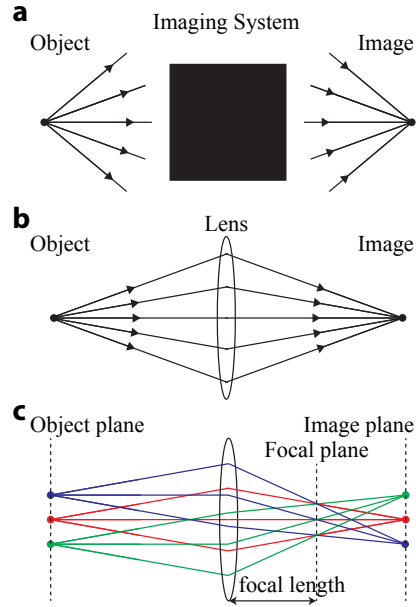 a
Imaging System
Object
Image
b
Lens
Object
Image
c
Object plane
Image plane
Focal plane
focal length